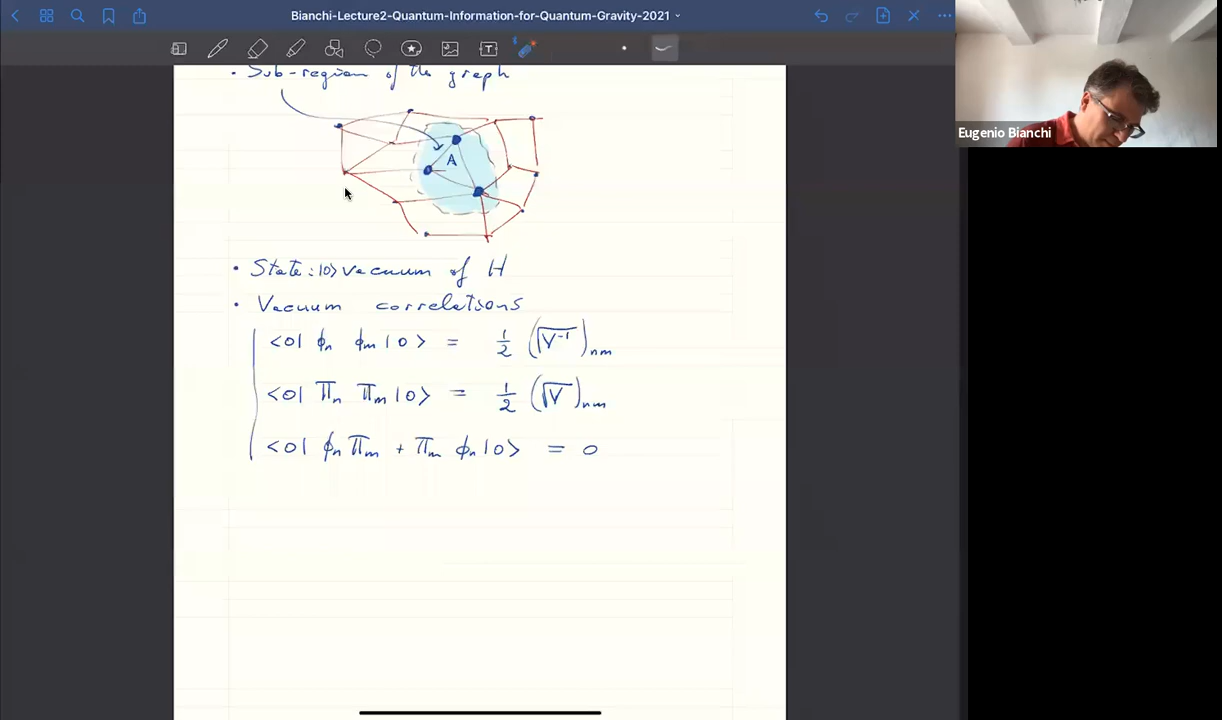 Bianchi-Lecture2-Quantum-Information-for-Quantum-Gravity-2021
Eugenio Bianchi
• Sub-region of the graph
A
• State: |0> vacuum of H
• Vacuum correlations
<0| ϕn ϕm |0> = 1/2 (√V⁻¹)nm
<0| Πn Πm |0> = 1/2 (√V)nm
<0| ϕn Πm + Πm ϕn |0> = 0